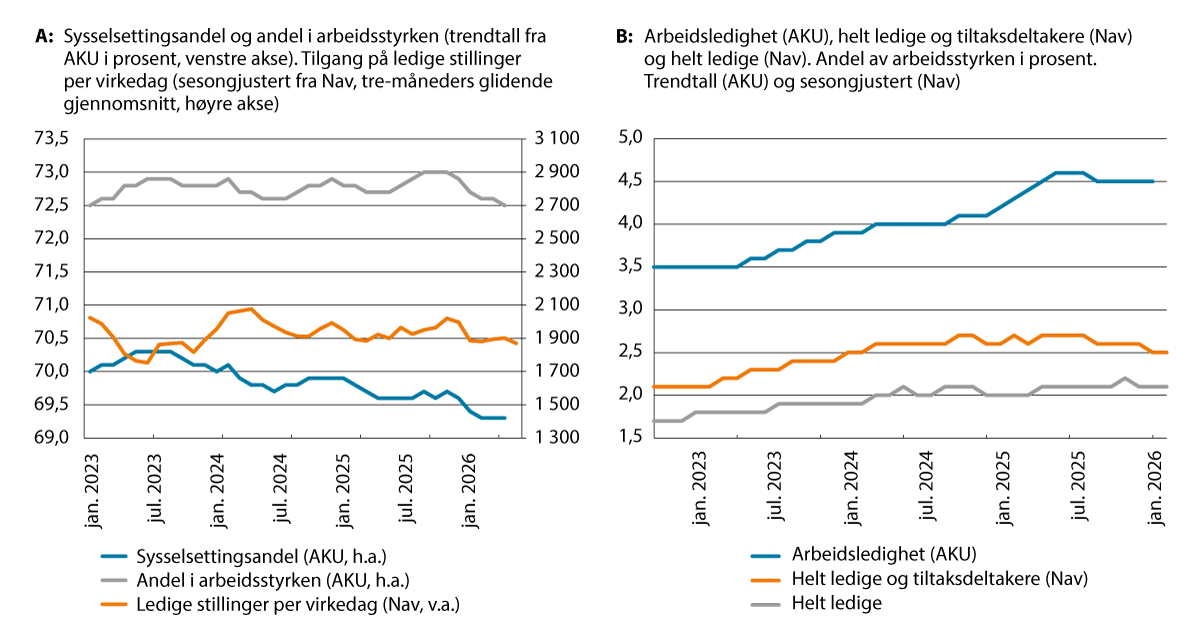 A: Sysselsettingsandel og andel i arbeidsstyrken (trendtall fra
AKU i prosent, venstre akse). Tilgang på ledige stillinger
per virkedag (sesongjustert fra Nav, tre-måneders glidende
gjennomsnitt, høyre akse)
73,5
73,0
72,5
72,0
71,5
71,0
70,5
70,0
69,5
69,0
3 100
2 900
2 700
2 500
2 300
2 100
1 900
1 700
1 500
1 300
jan. 2023
jul. 2023
jan. 2024
jul. 2024
jan. 2025
jul. 2025
jan. 2026
Sysselsettingsandel (AKU, h.a.)
Andel i arbeidsstyrken (AKU, h.a.)
Ledige stillinger per virkedag (Nav, v.a.)
B: Arbeidsledighet (AKU), helt ledige og tiltaksdeltakere (Nav)
og helt ledige (Nav). Andel av arbeidsstyrken i prosent.
Trendtall (AKU) og sesongjustert (Nav)
5,0
4,5
4,0
3,5
3,0
2,5
2,0
1,5
jan. 2023
jul. 2023
jan. 2024
jul. 2024
jan. 2025
jul. 2025
jan. 2026
Arbeidsledighet (AKU)
Helt ledige og tiltaksdeltakere (Nav)
Helt ledige